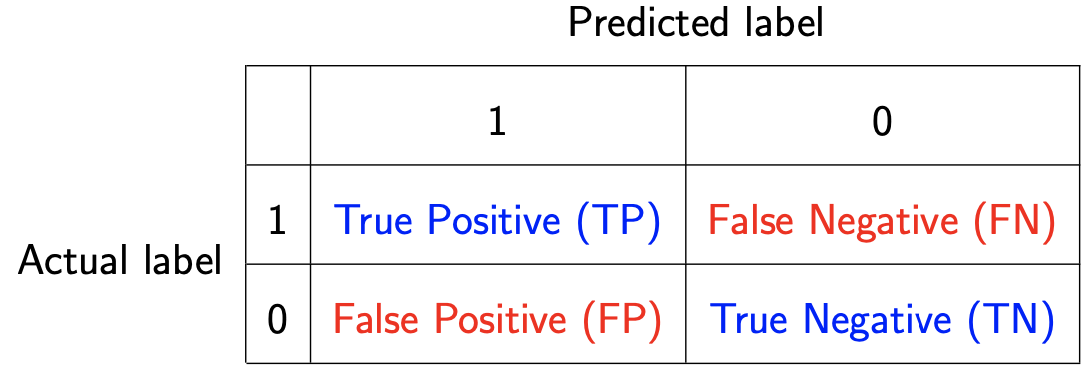 Predicted label
1 0
1 True Positive (TP) False Negative (FN)
Actual label
0 False Positive (FP) True Negative (TN)